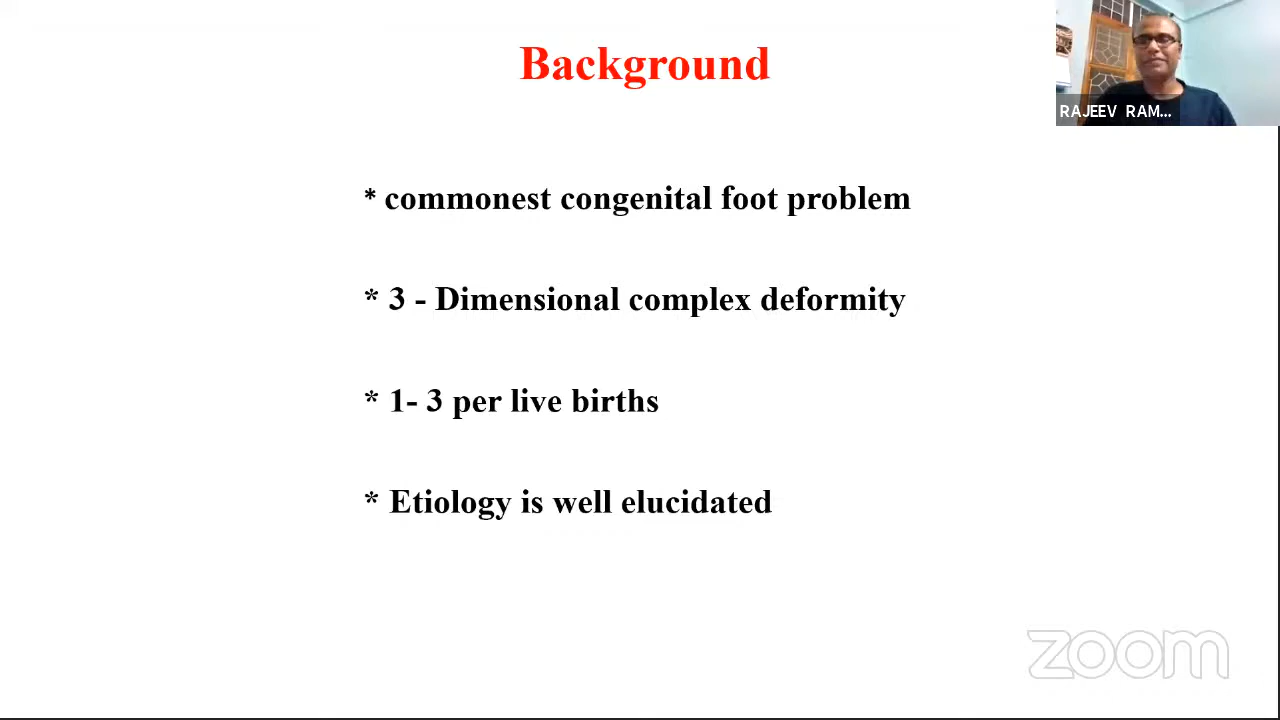 Background
RAJEEV RAM...
* commonest congenital foot problem
* 3 - Dimensional complex deformity
* 1- 3 per live births
* Etiology is well elucidated
zoom